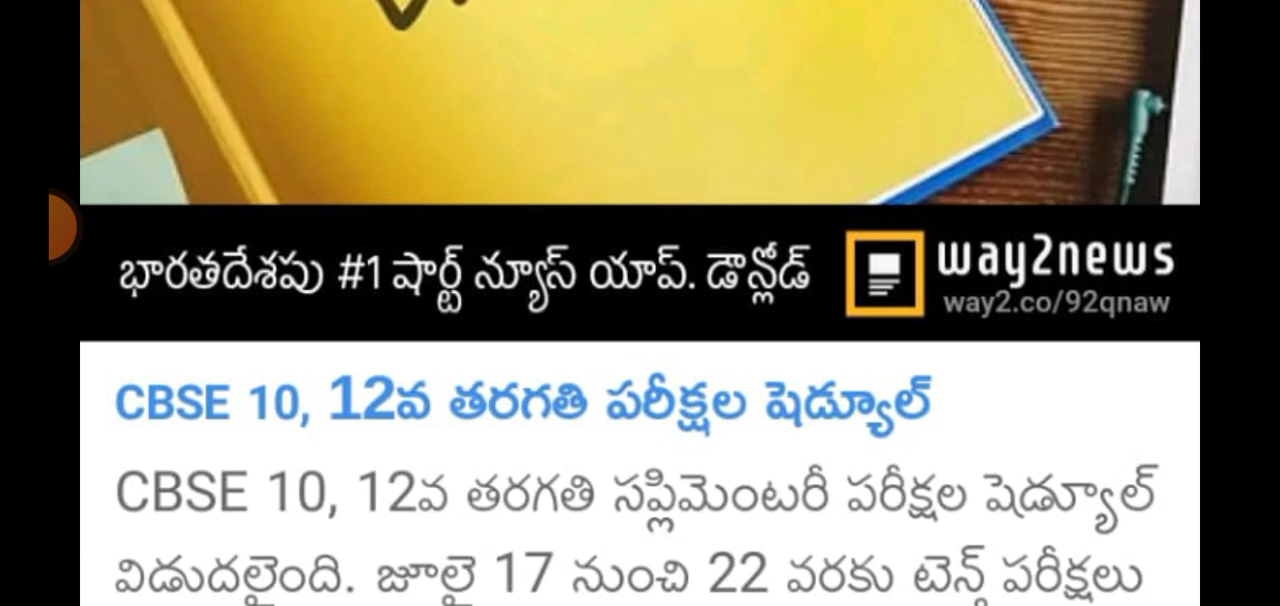 భారతదేశపు #1 షార్ట్ న్యూస్ యాప్. డౌన్లోడ్
way2news
way2.co/92qnaw
CBSE 10, 12వ తరగతి పరీక్షల షెడ్యూల్
CBSE 10, 12వ తరగతి సప్లిమెంటరీ పరీక్షల షెడ్యూల్
విడుదలైంది. జూలై 17 నుంచి 22 వరకు టెన్త్ పరీక్షలు